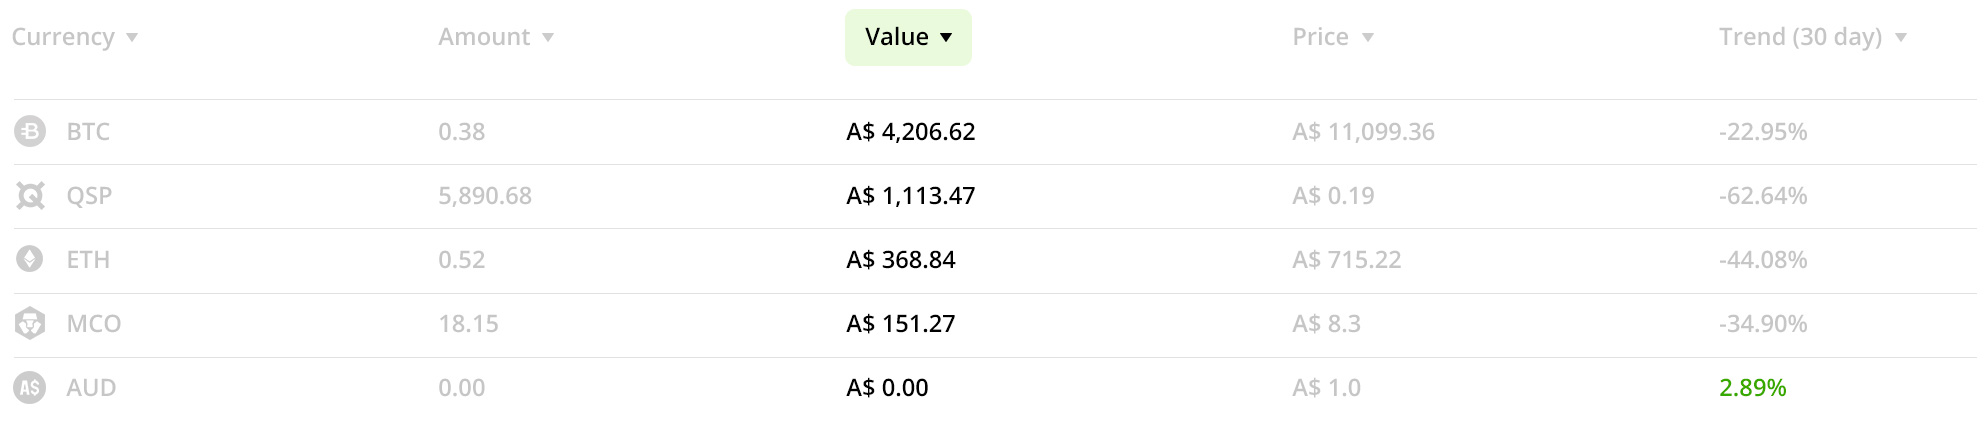 Currency Amount Value Price Trend (30 day)
BTC 0.38 A$ 4,206.62 A$ 11,099.36 -22.95%
QSP 5,890.68 A$ 1,113.47 A$ 0.19 -62.64%
ETH 0.52 A$ 368.84 A$ 715.22 -44.08%
MCO 18.15 A$ 151.27 A$ 8.3 -34.90%
A$ AUD 0.00 A$ 0.00 A$ 1.0 2.89%